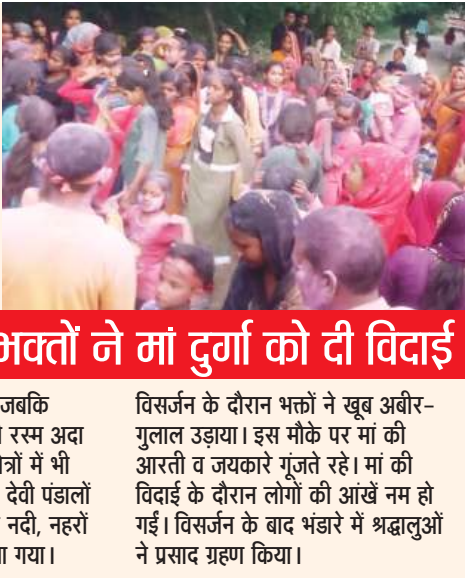 भक्तों ने मां दुर्गा को दी विदाई
जबकि
रस्म अदा
में भी
देवी पंडालों
नदी, नहरों
गया।
विसर्जन के दौरान भक्तों ने खूब अबीर-
गुलाल उड़ाया। इस मौके पर मां की
आरती व जयकारे गूंजते रहे। मां की
विदाई के दौरान लोगों की आंखें नम हो
गईं। विसर्जन के बाद भंडारे में श्रद्धालुओं
ने प्रसाद ग्रहण किया।